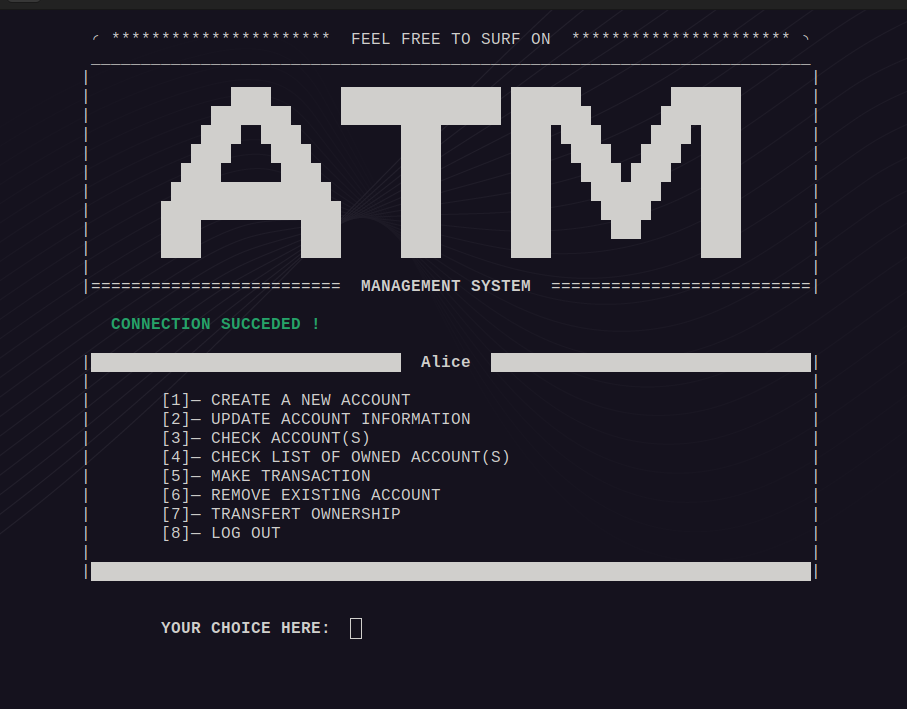 ********************** FEEL FREE TO SURF ON **********************
ATM
========================= MANAGEMENT SYSTEM ==========================
CONNECTION SUCCEDED !
Alice
[1]— CREATE A NEW ACCOUNT
[2]— UPDATE ACCOUNT INFORMATION
[3]— CHECK ACCOUNT(S)
[4]— CHECK LIST OF OWNED ACCOUNT(S)
[5]— MAKE TRANSACTION
[6]— REMOVE EXISTING ACCOUNT
[7]— TRANSFERT OWNERSHIP
[8]— LOG OUT
YOUR CHOICE HERE: